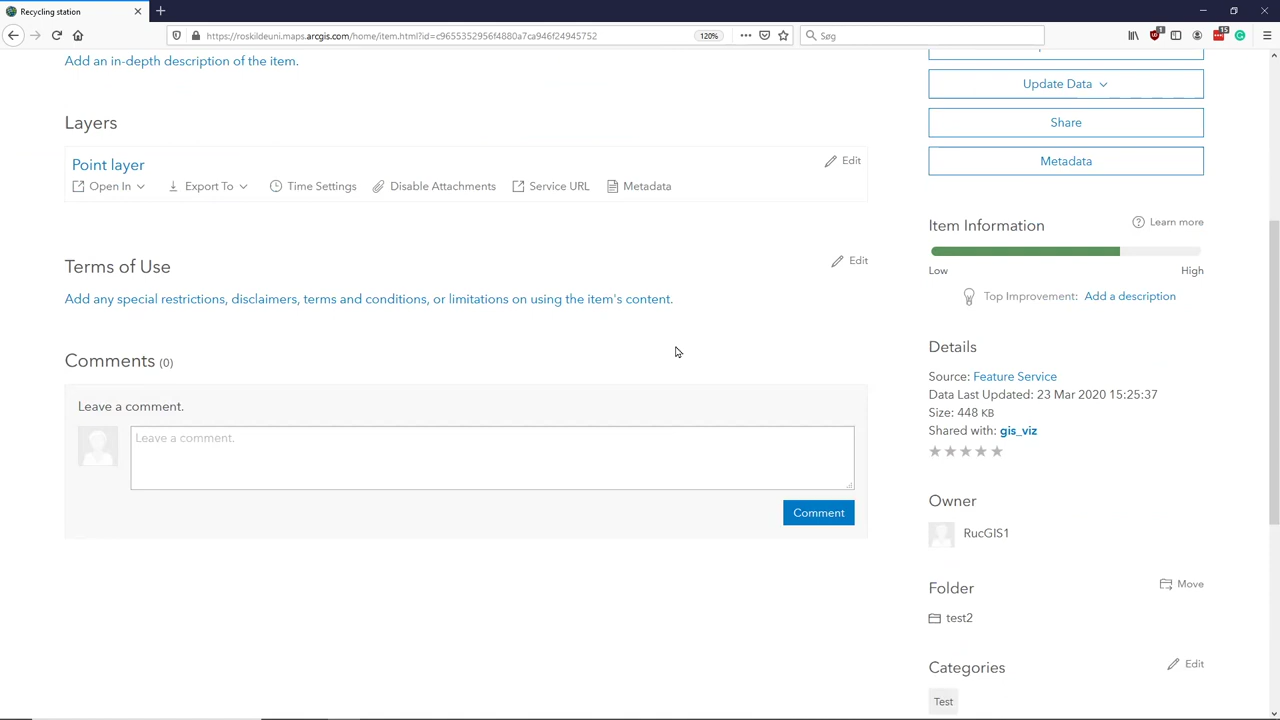 Recycling station
https://roskildeuni.maps.arcgis.com/home/item.html?id=c9655352956f4880a7ca946f24945752
120%
Søg
Add an in-depth description of the item.
Update Data
Layers
Share
Point layer
Edit
Metadata
Open In
Export To
Time Settings
Disable Attachments
Service URL
Metadata
Item Information
Learn more
Low
High
Top Improvement: Add a description
Terms of Use
Edit
Add any special restrictions, disclaimers, terms and conditions, or limitations on using the item's content.
Details
Source: Feature Service
Data Last Updated: 23 Mar 2020 15:25:37
Size: 448 KB
Shared with: gis_viz
Comments (0)
Leave a comment.
Leave a comment.
Comment
Owner
RucGIS1
Folder
Move
test2
Categories
Edit
Test